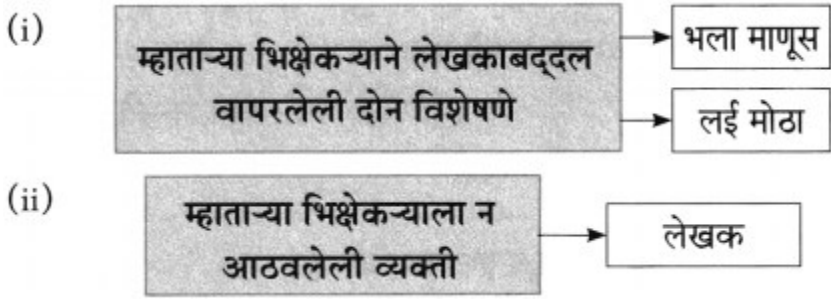 (i)
म्हाताऱ्या भिक्षेकऱ्याने लेखकाबद्‌दल
वापरलेली दोन विशेषणे
भला माणूस
लई मोठा
(ii)
म्हाताऱ्या भिक्षेकऱ्याला न
आठवलेली व्यक्ती
लेखक